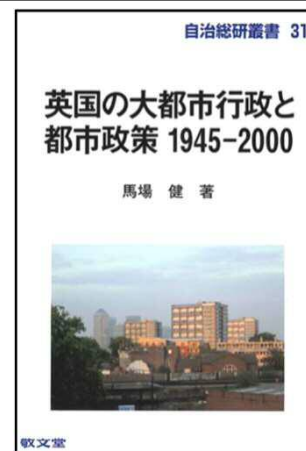 自治総研叢書 31
英国の大都市行政と
都市政策 1945−2000
馬場 健 著
敬文堂